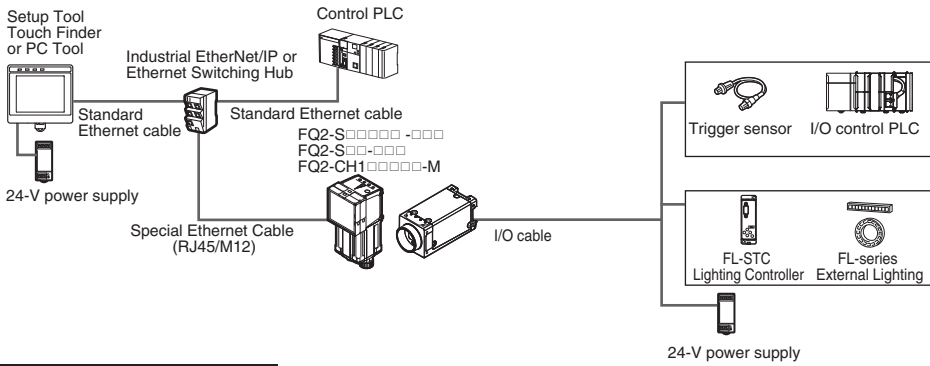 Setup Tool
Touch Finder
or PC Tool
Control PLC
Industrial EtherNet/IP or
Ethernet Switching Hub
Standard
Ethernet cable
Standard Ethernet cable
FQ2-S□□□□□ -□□□
FQ2-S□□-□□□
FQ2-CH1□□□□□-M
24-V power supply
Special Ethernet Cable
(RJ45/M12)
I/O cable
Trigger sensor
I/O control PLC
FL-STC
Lighting Controller
FL-series
External Lighting
24-V power supply